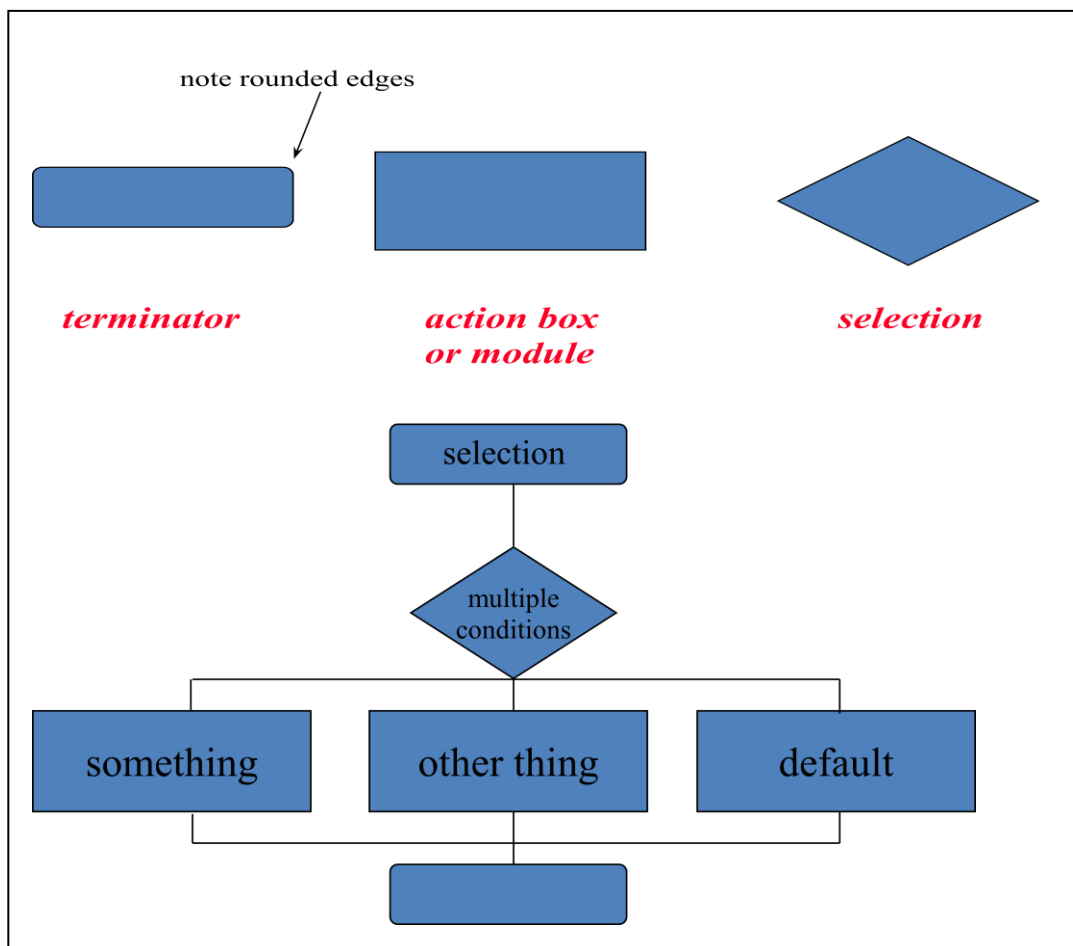 note rounded edges
terminator
action box
or module
selection
selection
multiple
conditions
something
other thing
default